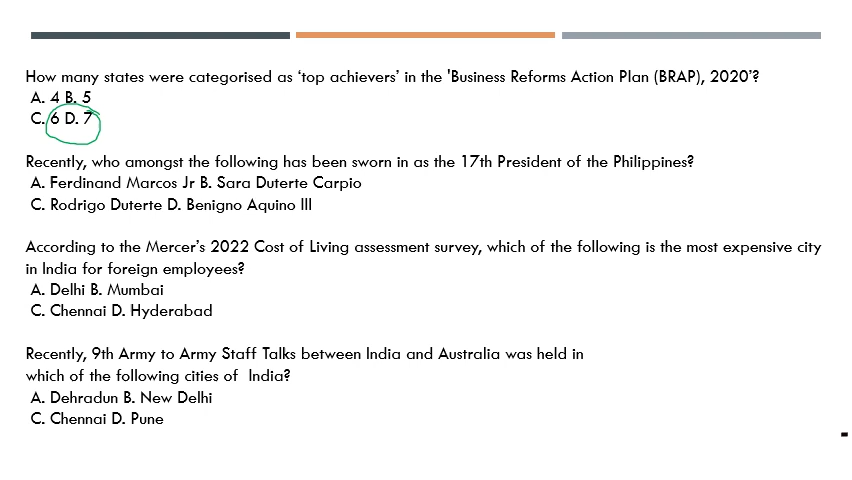 How many states were categorised as ‘top achievers’ in the 'Business Reforms Action Plan (BRAP), 2020’?
A. 4 B. 5
C. 6 D. 7
Recently, who amongst the following has been sworn in as the 17th President of the Philippines?
A. Ferdinand Marcos Jr B. Sara Duterte Carpio
C. Rodrigo Duterte D. Benigno Aquino III
According to the Mercer’s 2022 Cost of Living assessment survey, which of the following is the most expensive city
in India for foreign employees?
A. Delhi B. Mumbai
C. Chennai D. Hyderabad
Recently, 9th Army to Army Staff Talks between India and Australia was held in
which of the following cities of India?
A. Dehradun B. New Delhi
C. Chennai D. Pune